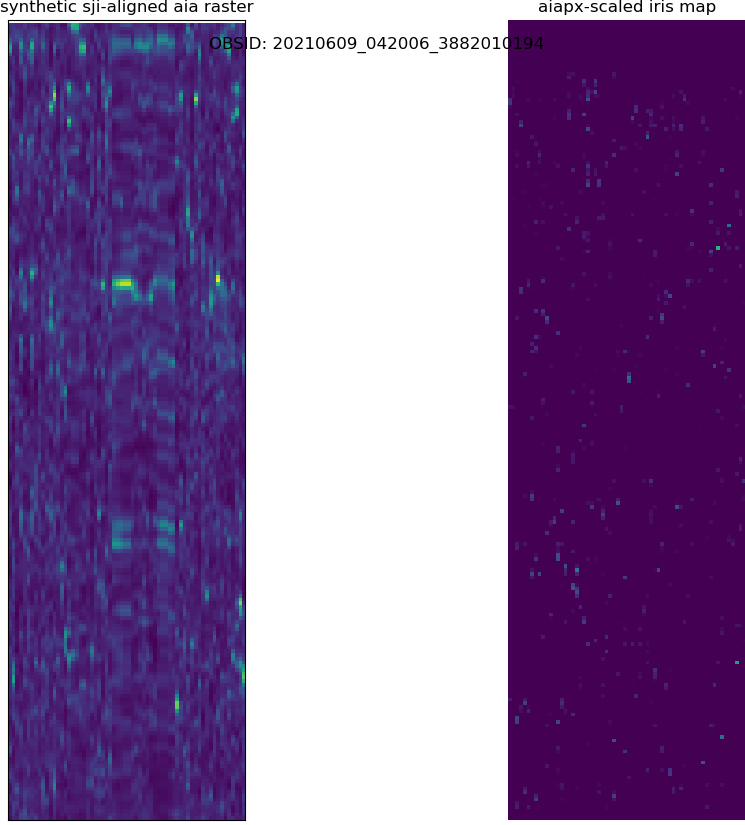 synthetic sji-aligned aia raster
aiapx-scaled iris map
OBSID: 20210609_042006_3882010194